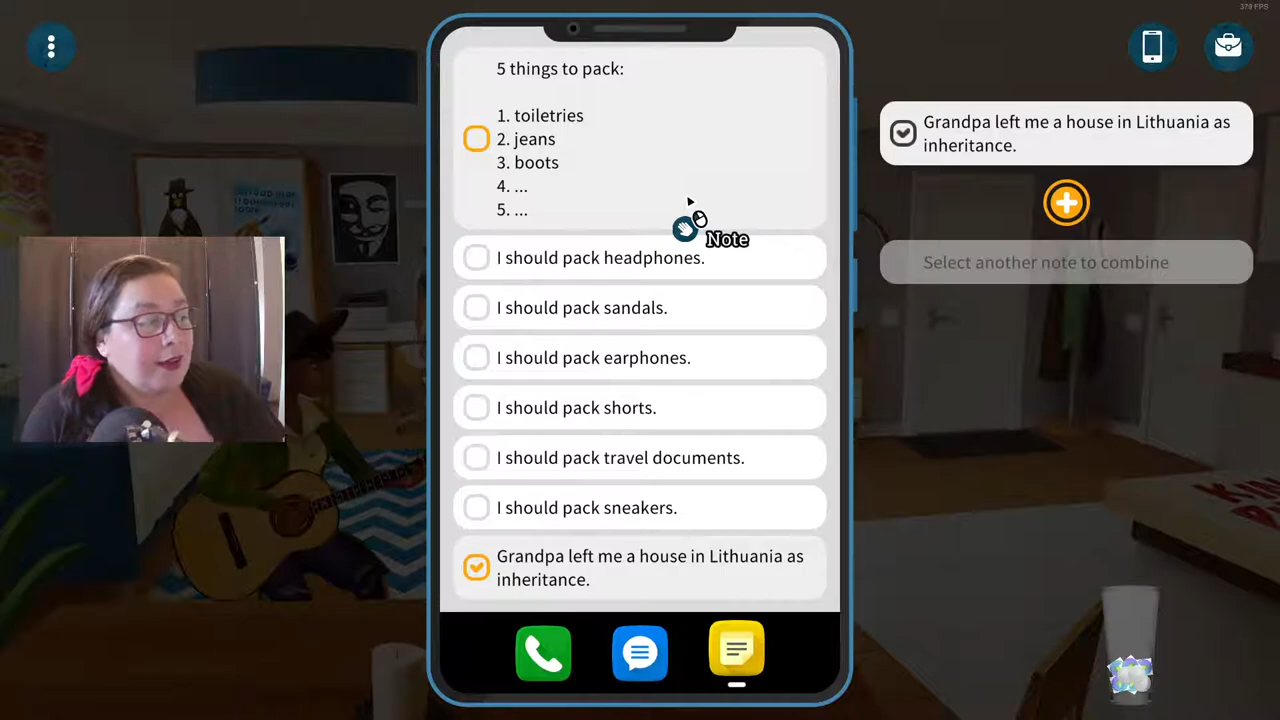 378 FPS
5 things to pack:
1. toiletries
2. jeans
3. boots
4. ...
5. ...
Note
I should pack headphones.
I should pack sandals.
I should pack earphones.
I should pack shorts.
I should pack travel documents.
I should pack sneakers.
Grandpa left me a house in Lithuania as
inheritance.
Grandpa left me a house in Lithuania as
inheritance.
Select another note to combine